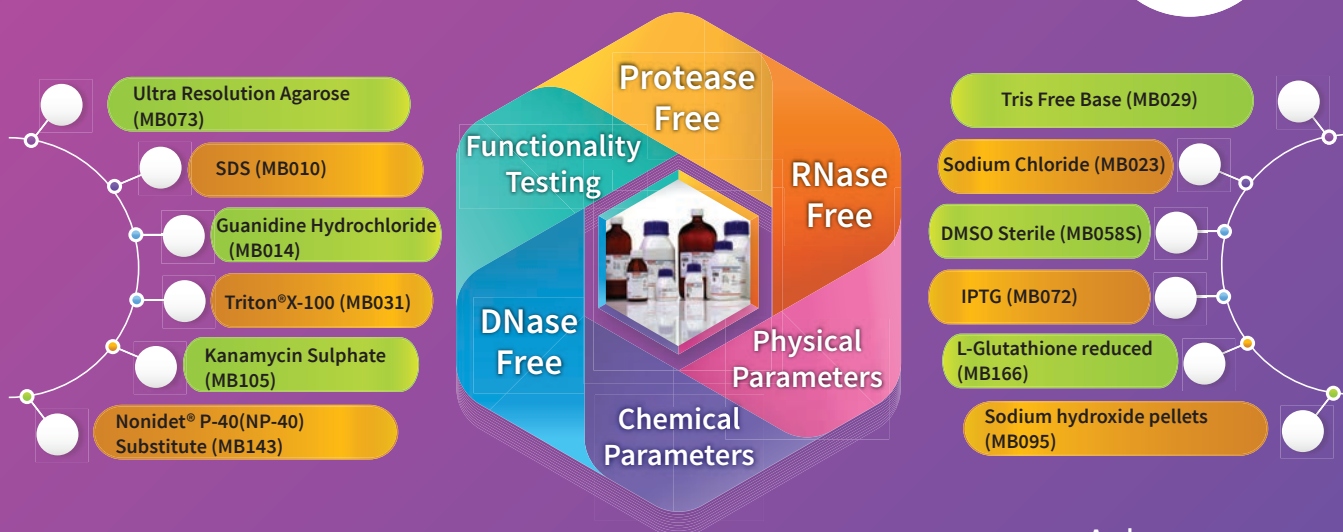 Ultra Resolution Agarose
(MB073)
SDS (MB010)
Guanidine Hydrochloride
(MB014)
Triton®X-100 (MB031)
Kanamycin Sulphate
(MB105)
Nonidet® P-40(NP-40)
Substitute (MB143)
Protease
Free
Functionality
Testing
RNase
Free
DNase
Free
Physical
Parameters
Chemical
Parameters
Tris Free Base (MB029)
Sodium Chloride (MB023)
DMSO Sterile (MB058S)
IPTG (MB072)
L-Glutathione reduced
(MB166)
Sodium hydroxide pellets
(MB095)